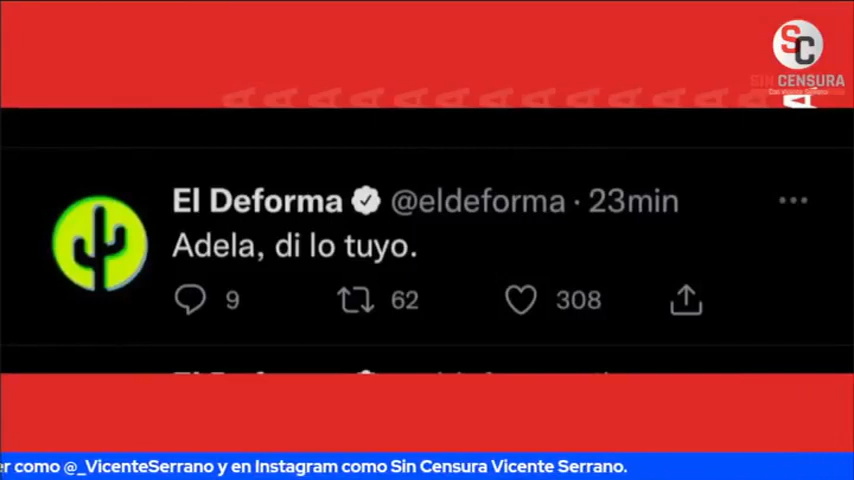 SC
SIN CENSURA
El Deforma @eldeforma · 23min
Adela, di lo tuyo.
9 62 308
er como @_VicenteSerrano y en Instagram como Sin Censura Vicente Serrano.